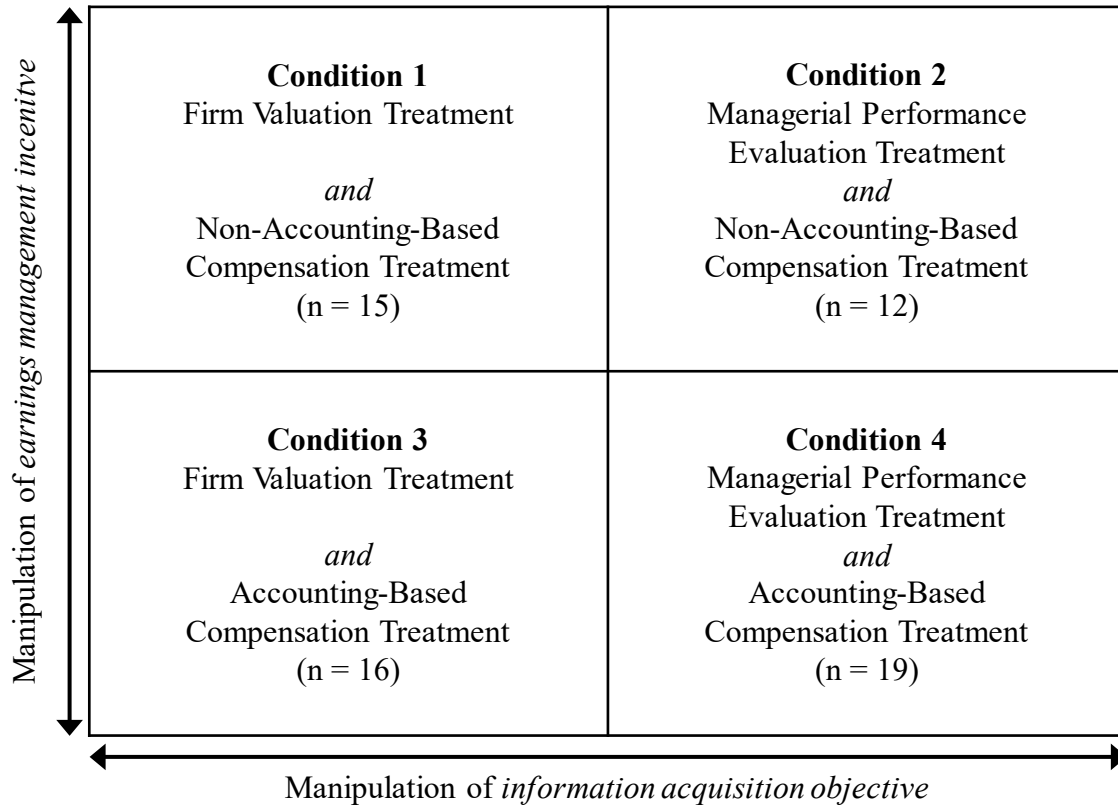 Manipulation of earnings management incenitve
Condition 1
Firm Valuation Treatment
and
Non-Accounting-Based
Compensation Treatment
(n = 15)
Condition 2
Managerial Performance
Evaluation Treatment
and
Non-Accounting-Based
Compensation Treatment
(n = 12)
Condition 3
Firm Valuation Treatment
and
Accounting-Based
Compensation Treatment
(n = 16)
Condition 4
Managerial Performance
Evaluation Treatment
and
Accounting-Based
Compensation Treatment
(n = 19)
Manipulation of information acquisition objective